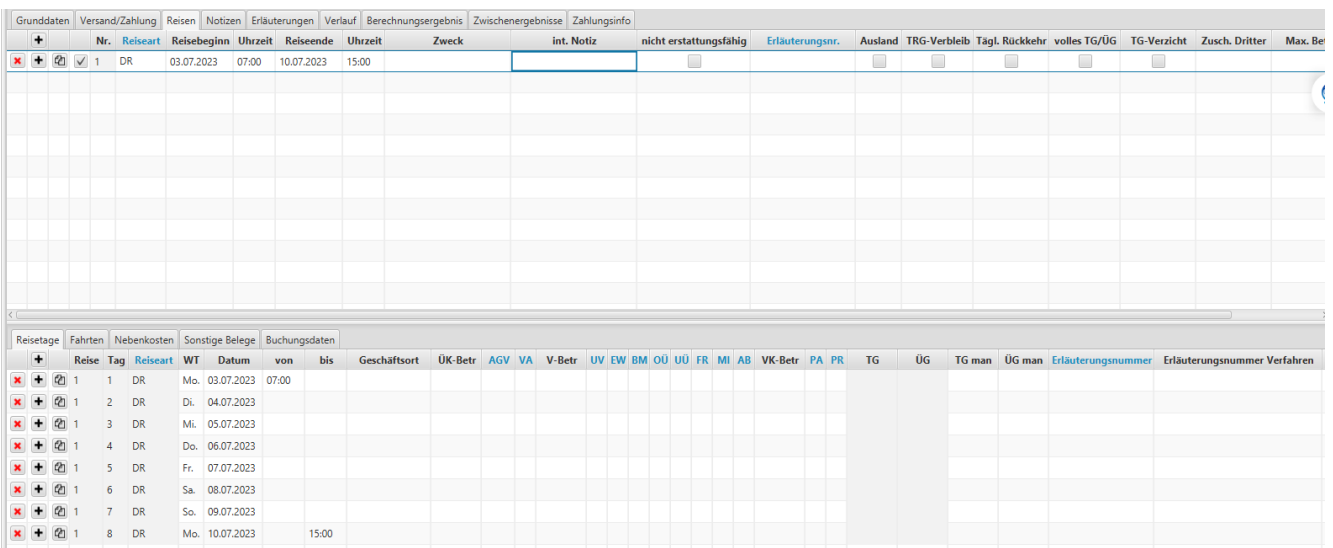 Grunddaten Versand/Zahlung Reisen Notizen Erläuterungen Verlauf Berechnungsergebnis Zwischenergebnisse Zahlungsinfo
Nr. Reiseart Reisebeginn Uhrzeit Reiseende Uhrzeit Zweck int. Notiz nicht erstattungsfähig Erläuterungsnr. Ausland TRG-Verbleib Tägl. Rückkehr volles TG/ÜG TG-Verzicht Zusch. Dritter Max. Be
1 DR 03.07.2023 07:00 10.07.2023 15:00
Reisetage Fahrten Nebenkosten Sonstige Belege Buchungsdaten
Reise Tag Reiseart WT Datum von bis Geschäftsort ÜK-Betr AGV VA V-Betr UV EW BM OÜ UÜ FR MI AB VK-Betr PA PR TG ÜG TG man ÜG man Erläuterungsnummer Erläuterungsnummer Verfahren
1 1 DR Mo. 03.07.2023 07:00
1 2 DR Di. 04.07.2023
1 3 DR Mi. 05.07.2023
1 4 DR Do. 06.07.2023
1 5 DR Fr. 07.07.2023
1 6 DR Sa. 08.07.2023
1 7 DR So. 09.07.2023
1 8 DR Mo. 10.07.2023 15:00